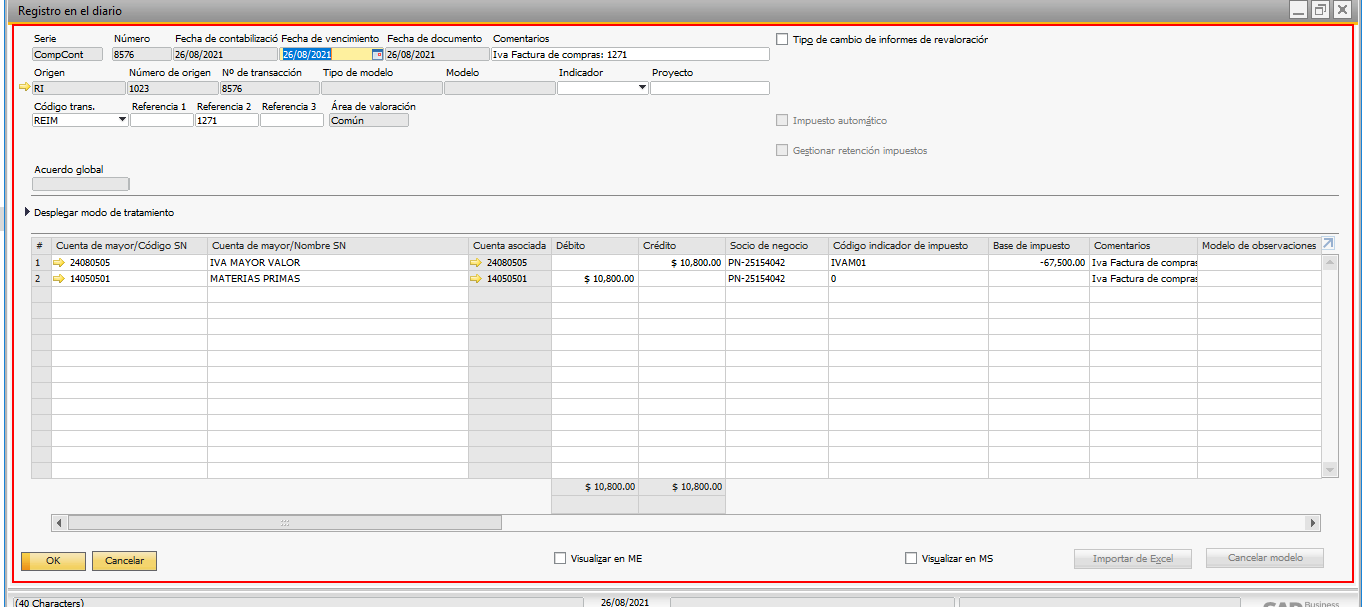 Registro en el diario
Serie Número Fecha de contabilizació Fecha de vencimiento Fecha de documento Comentarios
CompCont 8576 26/08/2021 26/08/2021 26/08/2021 Iva Factura de compras: 1271
Tipo de cambio de informes de revaloraciór
Origen Número de origen Nº de transacción Tipo de modelo Modelo Indicador Proyecto
RI 1023 8576
Código trans. Referencia 1 Referencia 2 Referencia 3 Área de valoración
REIM 1271 Común
Impuesto automático
Gestionar retención impuestos
Acuerdo global
Desplegar modo de tratamiento
# Cuenta de mayor/Código SN Cuenta de mayor/Nombre SN Cuenta asociada Débito Crédito Socio de negocio Código indicador de impuesto Base de impuesto Comentarios Modelo de observaciones
1 24080505 IVA MAYOR VALOR 24080505 $ 10,800.00 PN-25154042 IVAM01 -67,500.00 Iva Factura de compras
2 14050501 MATERIAS PRIMAS 14050501 $ 10,800.00 PN-25154042 0 Iva Factura de compras
$ 10,800.00 $ 10,800.00
OK Cancelar Visualizar en ME Visualizar en MS Importar de Excel Cancelar modelo
(40 Characters) 26/08/2021 SAP Business